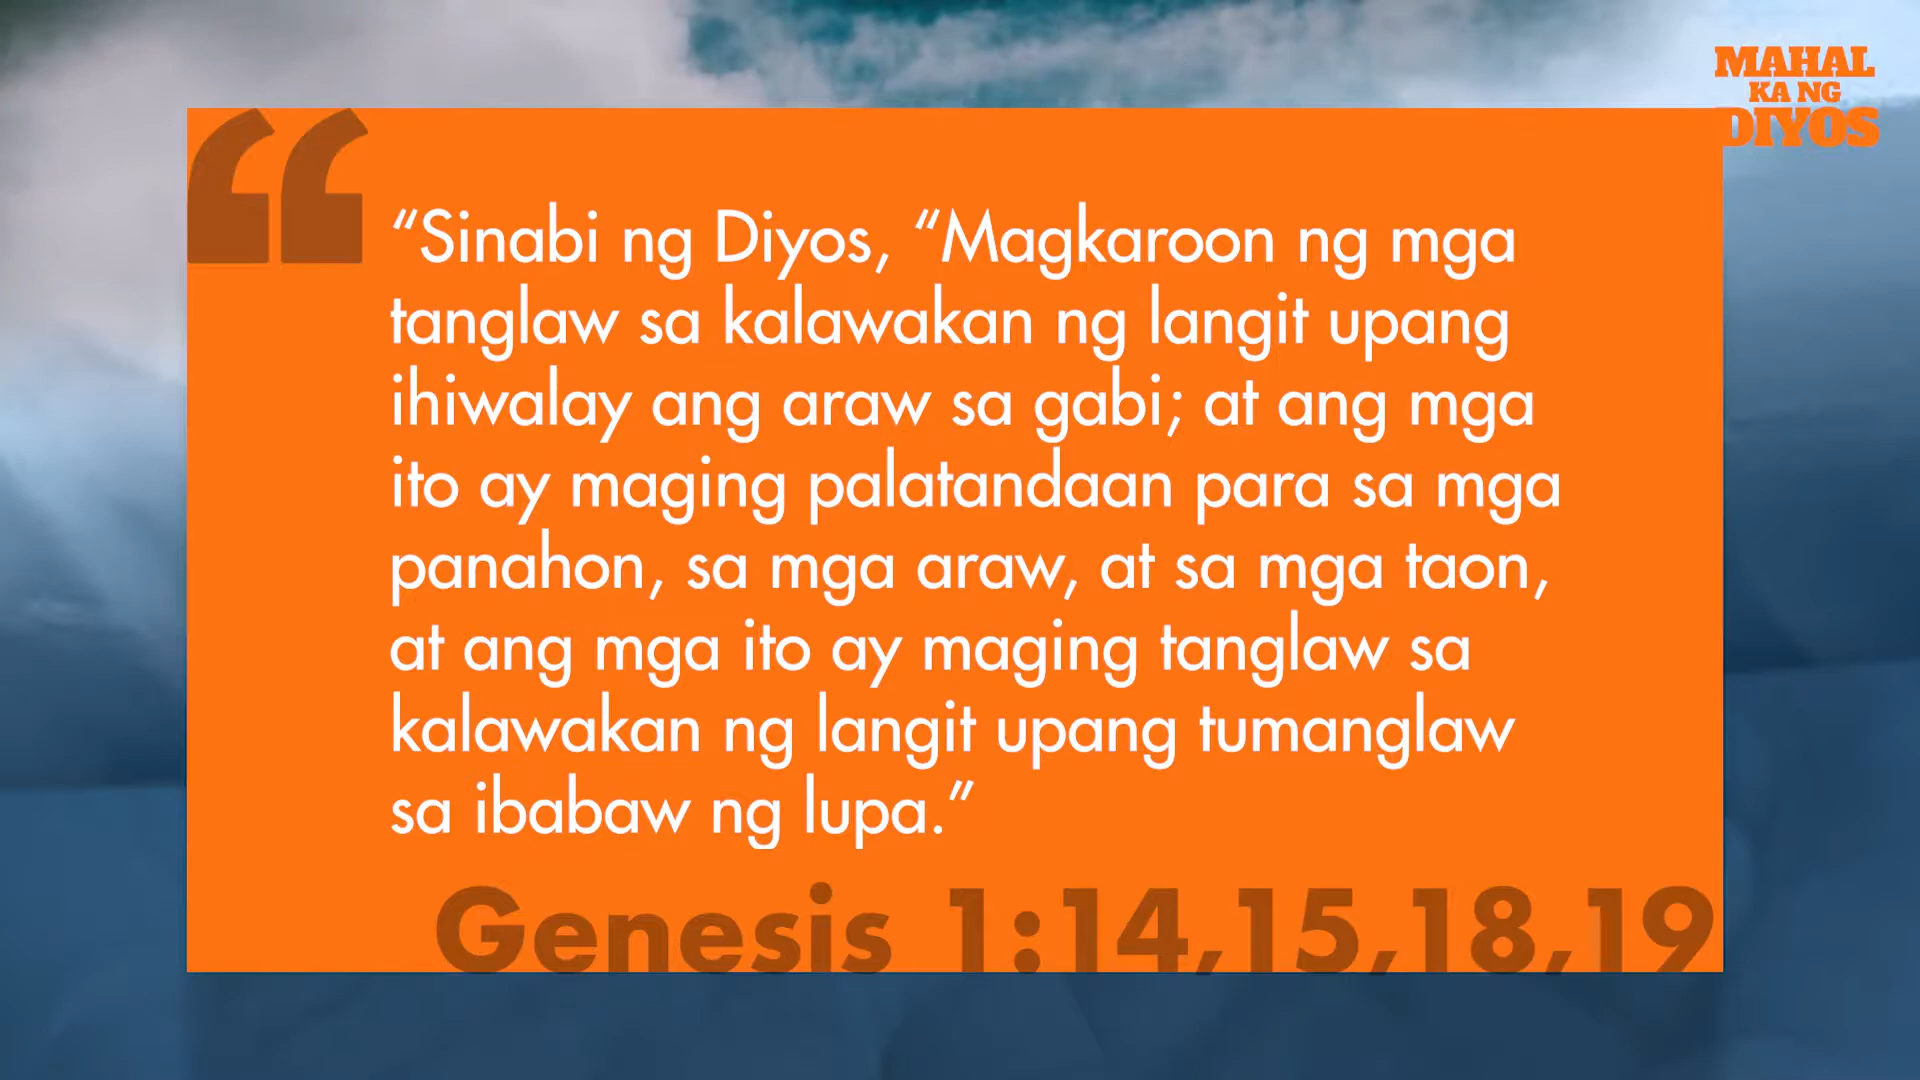 MAHAL
KA NG
DIYOS
“Sinabi ng Diyos, “Magkaroon ng mga
tanglaw sa kalawakan ng langit upang
ihiwalay ang araw sa gabi; at ang mga
ito ay maging palatandaan para sa mga
panahon, sa mga araw, at sa mga taon,
at ang mga ito ay maging tanglaw sa
kalawakan ng langit upang tumanglaw
sa ibabaw ng lupa.”
Genesis 1:14,15,18,19